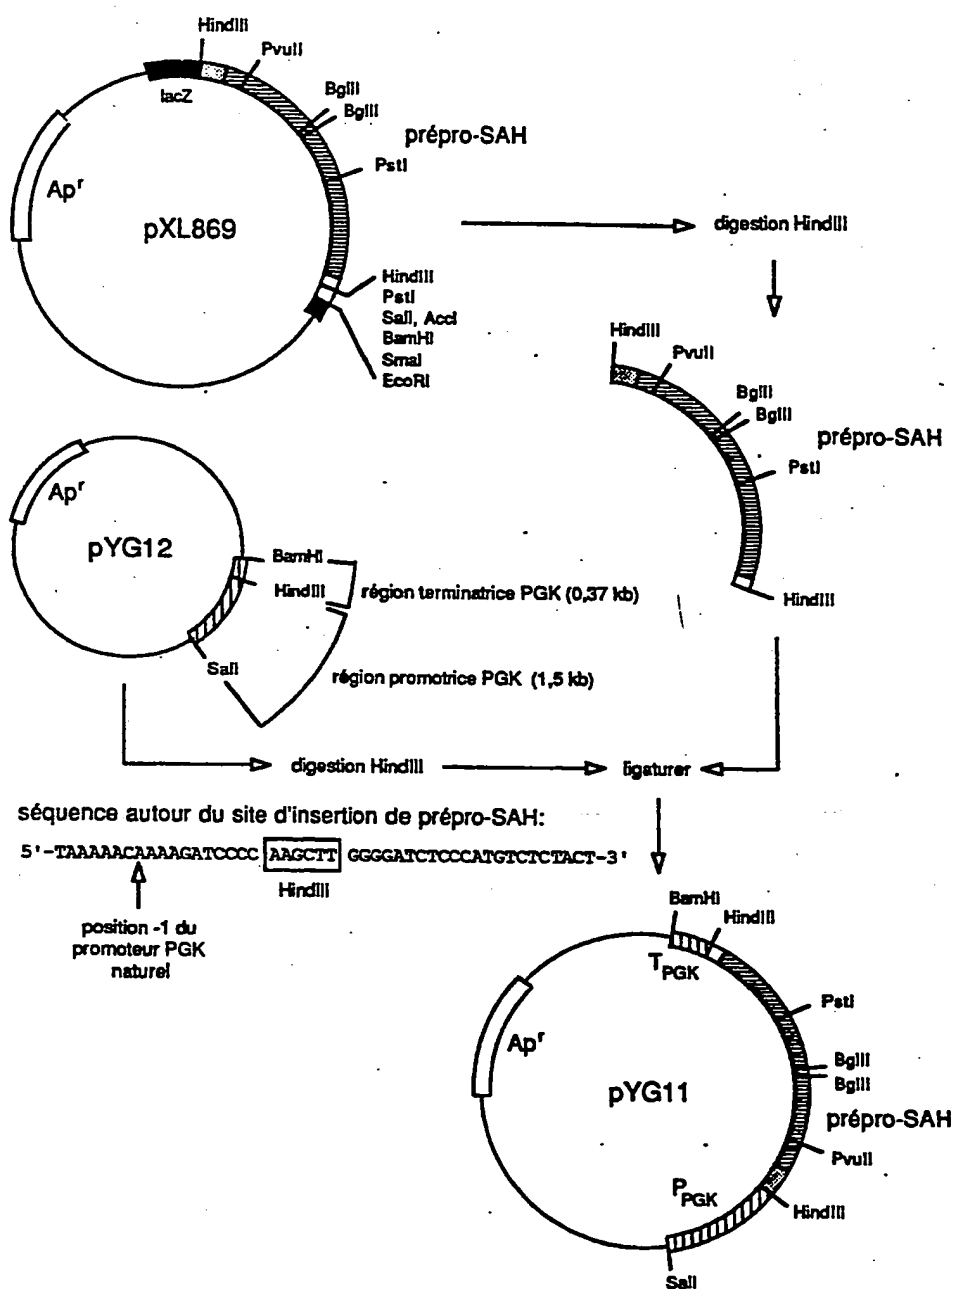 HindIII
PvuII
lacZ
BglII
BglII
prépro-SAH
PstI
Apʳ
pXL869
digestion HindIII
HindIII
PstI
SalI, AccI
BamHI
SmaI
EcoRI
HindIII
PvuII
BglII
BglII
prépro-SAH
PstI
HindIII
Apʳ
pYG12
BamHI
HindIII
région terminatrice PGK (0,37 kb)
SalI
région promotrice PGK (1,5 kb)
digestion HindIII
ligaturer
séquence autour du site d'insertion de prépro-SAH:
5'-TAAAAACAAAAGATCCCC AAGCTT GGGGATCTCCCATGTCTCTACT-3'
HindIII
position -1 du
promoteur PGK
naturel
BamHI
HindIII
T PGK
PstI
Apʳ
BglII
BglII
pYG11
prépro-SAH
PvuII
P PGK
HindIII
SalI